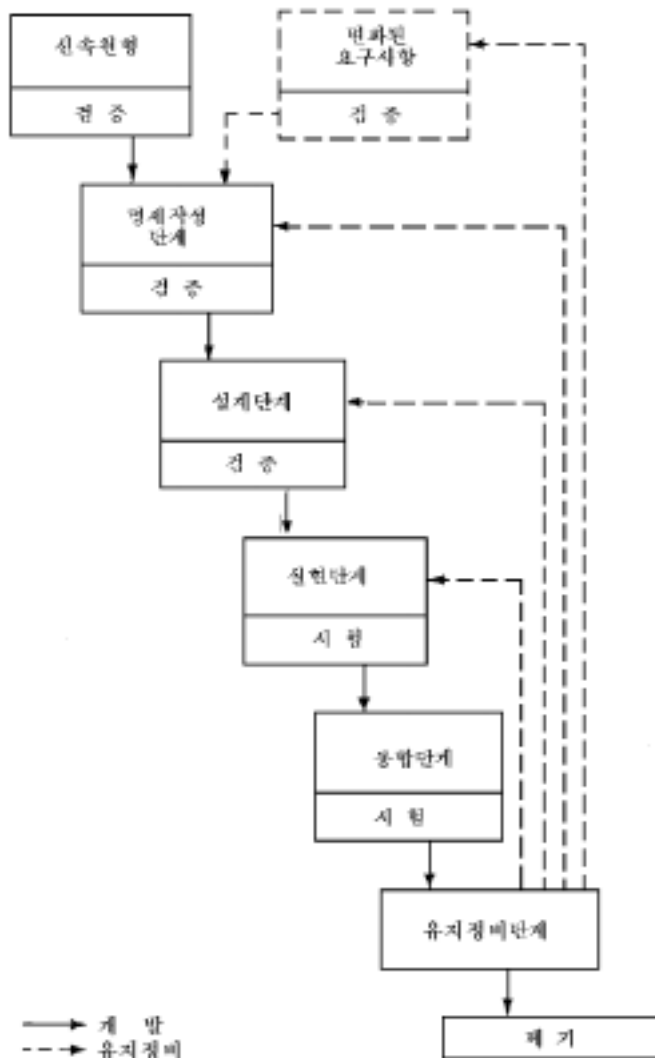 신속원형
검 증
변화된
요구사항
검 증
명세작성
단계
검 증
설계단계
검 증
실현단계
시 험
통합단계
시 험
유지정비단계
개 발
유지정비
폐 기